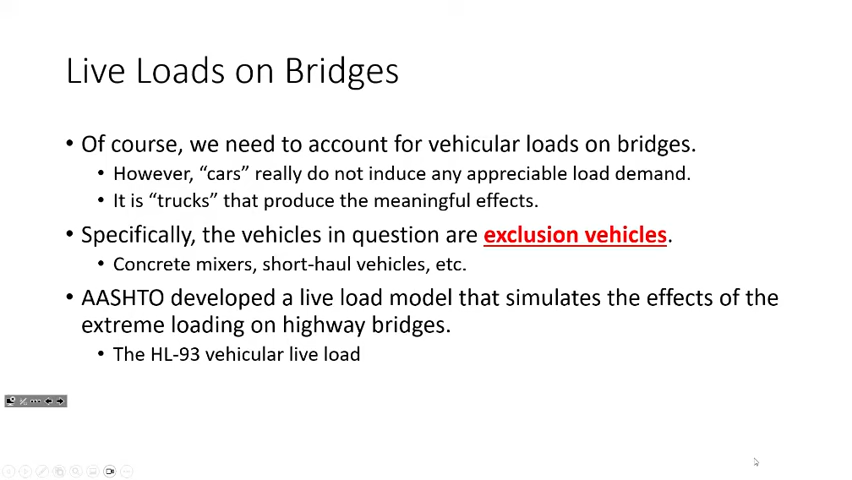 Live Loads on Bridges
• Of course, we need to account for vehicular loads on bridges.
• However, “cars” really do not induce any appreciable load demand.
• It is “trucks” that produce the meaningful effects.
• Specifically, the vehicles in question are exclusion vehicles.
• Concrete mixers, short-haul vehicles, etc.
• AASHTO developed a live load model that simulates the effects of the
extreme loading on highway bridges.
• The HL-93 vehicular live load